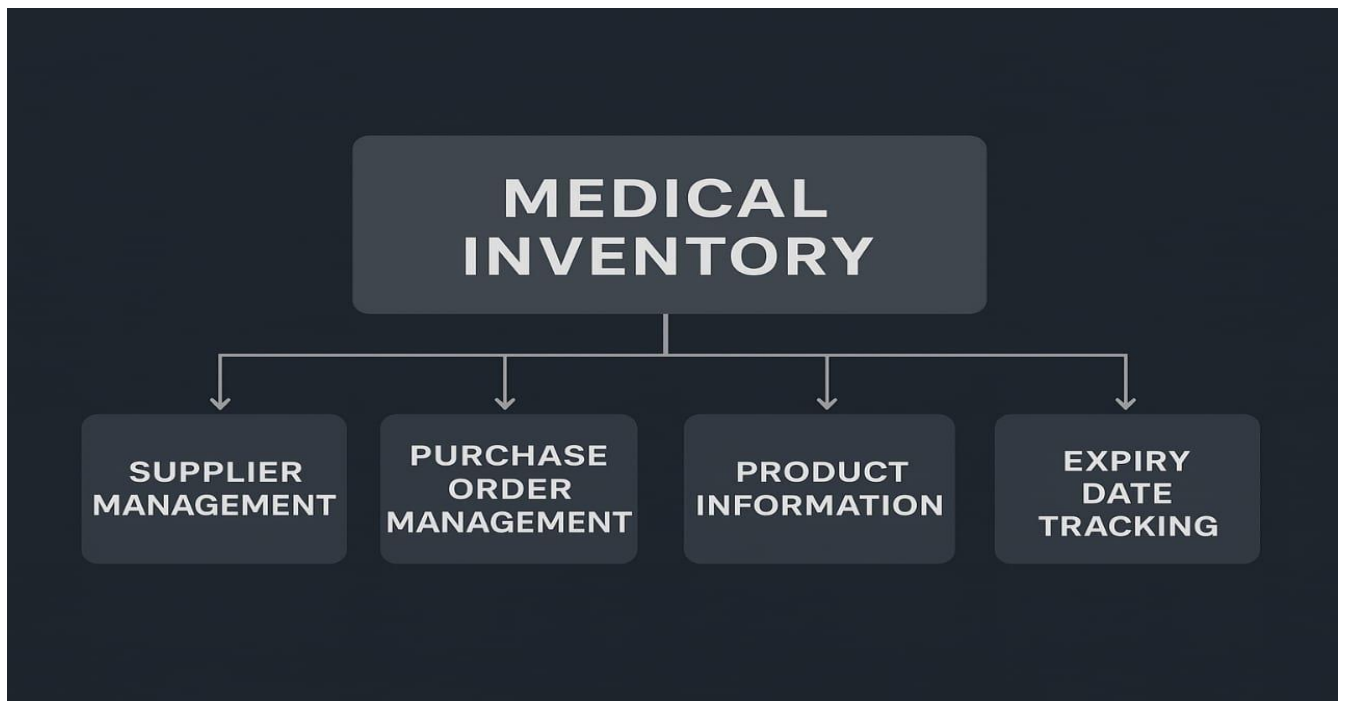 MEDICAL
INVENTORY
SUPPLIER
MANAGEMENT
PURCHASE
ORDER
MANAGEMENT
PRODUCT
INFORMATION
EXPIRY
DATE
TRACKING